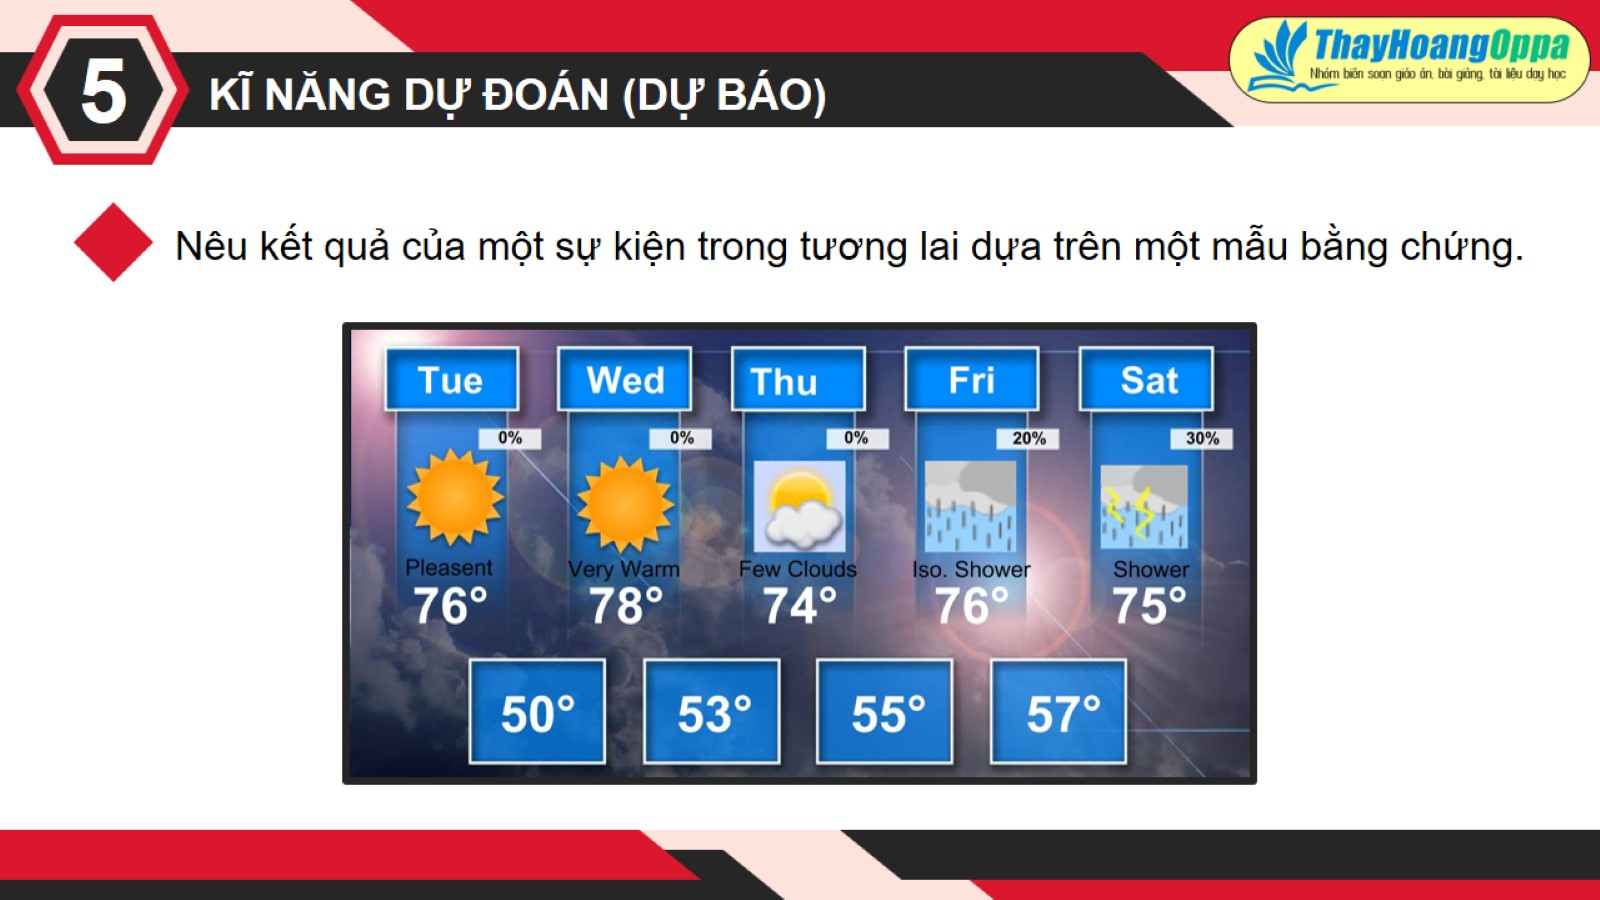 5
KĨ NĂNG DỰ ĐOÁN (DỰ BÁO)
ThayHoangOppa
Nhóm biên soạn giáo án, bài giảng, tài liệu dạy học
Nêu kết quả của một sự kiện trong tương lai dựa trên một mẫu bằng chứng.
Tue Wed Thu Fri Sat
0% 0% 0% 20% 30%
Pleasent Very Warm Few Clouds Iso. Shower Shower
76° 78° 74° 76° 75°
50° 53° 55° 57°